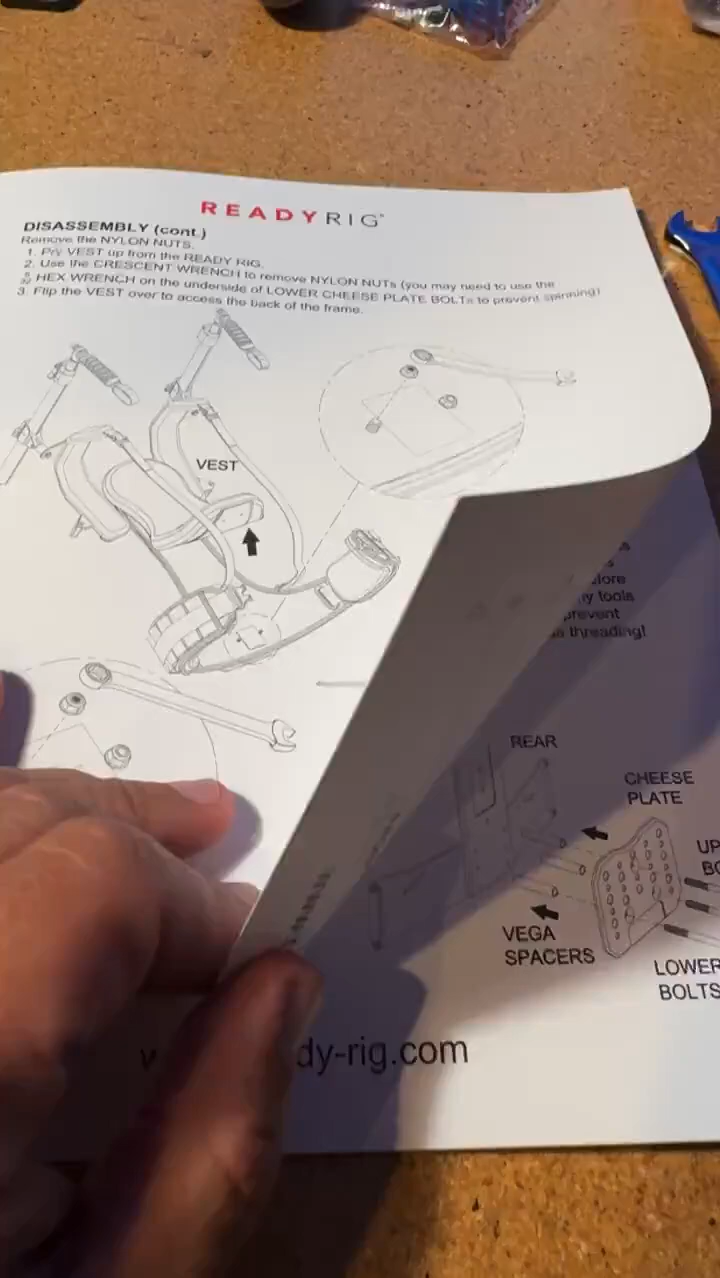 READYRIG
DISASSEMBLY (cont.)
Remove the NYLON NUTS.
1. Pry VEST up from the READY RIG.
2. Use the CRESCENT WRENCH to remove NYLON NUTs (you may need to use the
5/32 HEX WRENCH on the underside of LOWER CHEESE PLATE BOLTs to prevent spinning)
3. Flip the VEST over to access the back of the frame.
VEST
tools
prevent
threading!
REAR
CHEESE
PLATE
UP
VEGA
SPACERS
LOWER
BOLTS
dy-rig.com